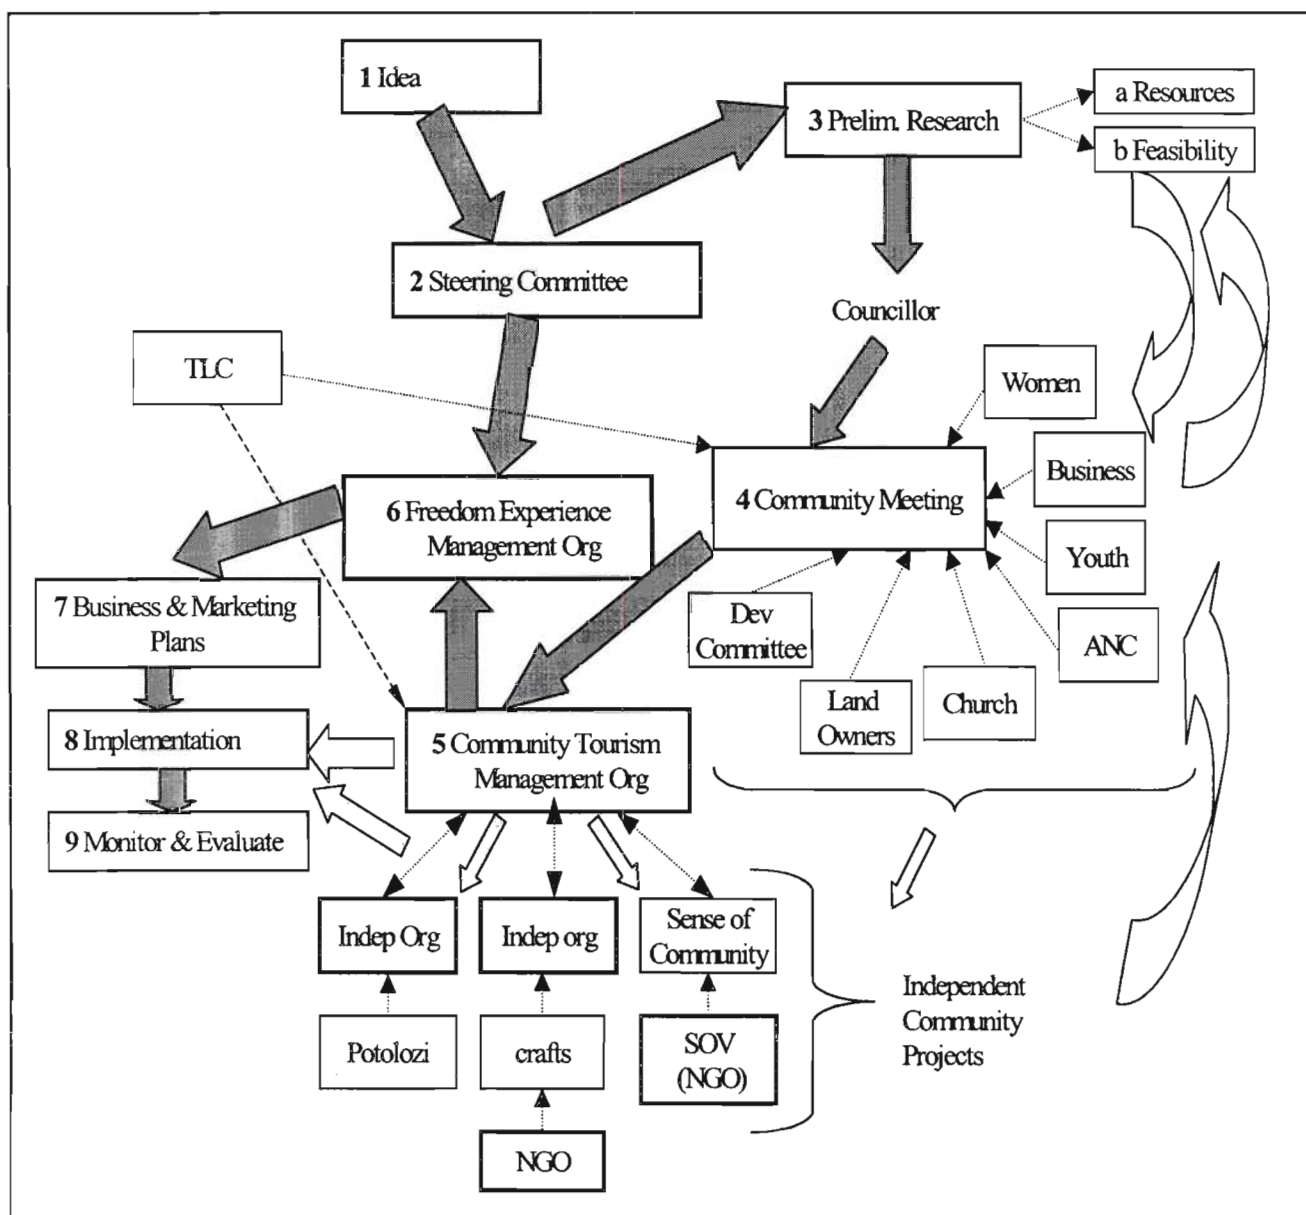 1 Idea
3 Prelim. Research
a Resources
b Feasibility
2 Steering Committee
Councillor
TLC
Women
Business
4 Community Meeting
6 Freedom Experience
Management Org
Youth
7 Business & Marketing
Plans
Dev
Committee
ANC
Land
Owners
Church
8 Implementation
5 Community Tourism
Management Org
9 Monitor & Evaluate
Indep Org
Indep org
Sense of
Community
Independent
Community
Projects
Potolozi
crafts
SOV
(NGO)
NGO